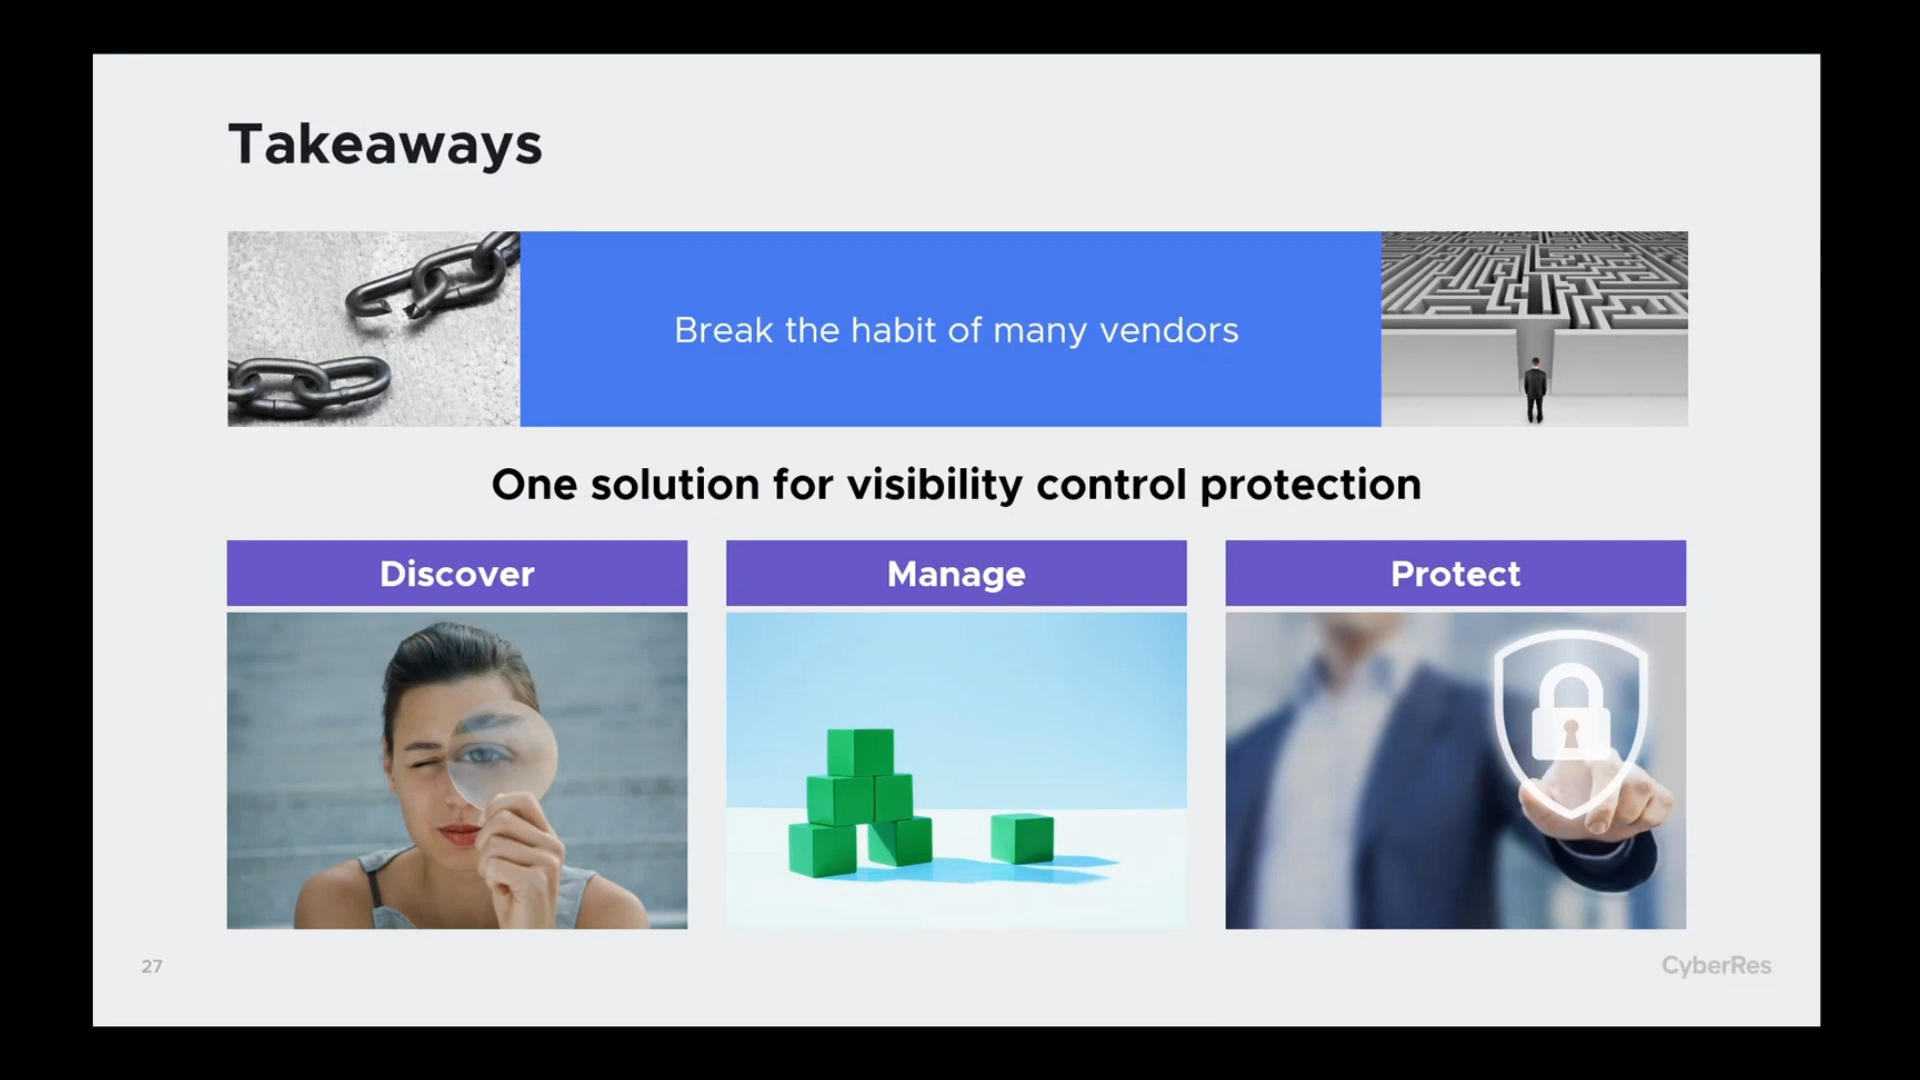 Takeaways
Break the habit of many vendors
One solution for visibility control protection
Discover
Manage
Protect
27
CyberRes